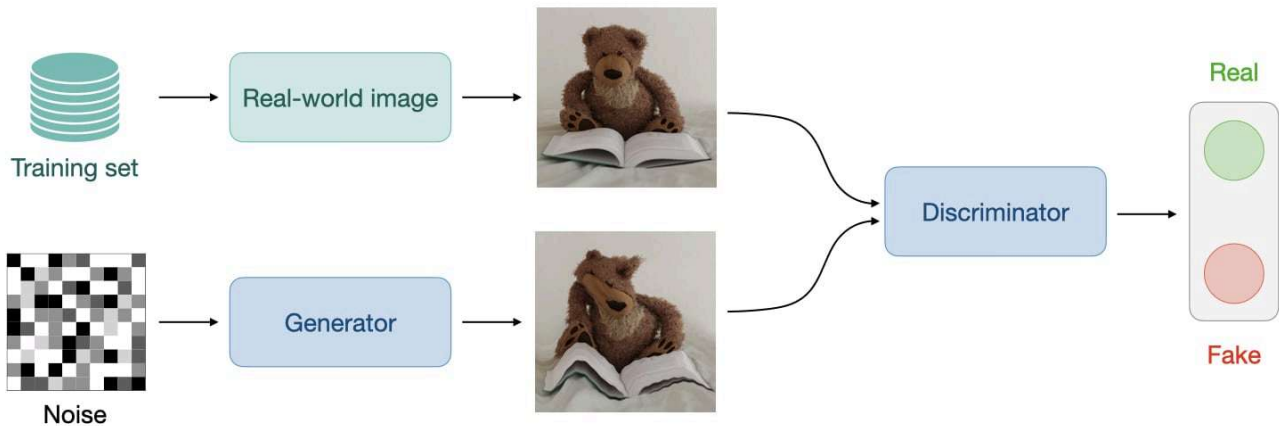 Training set
Real-world image
Noise
Generator
Discriminator
Real
Fake